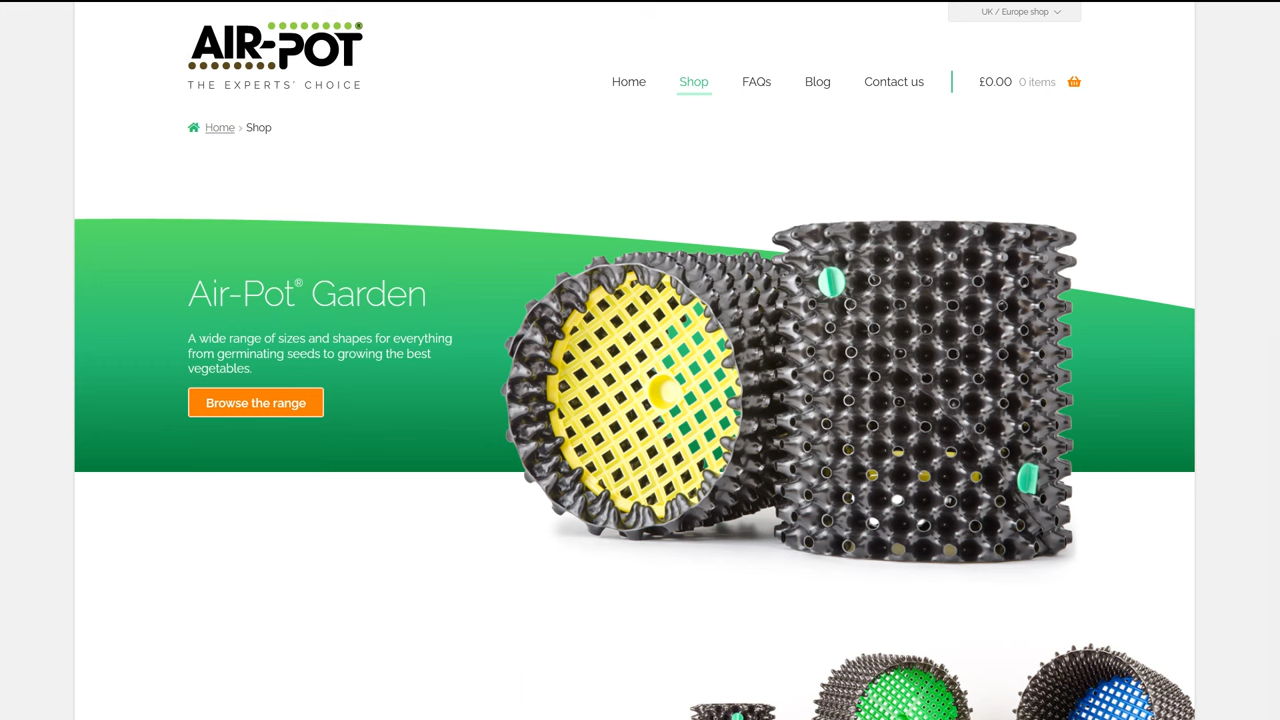 UK / Europe shop
AIR-POT®
THE EXPERTS' CHOICE
Home
Shop
FAQs
Blog
Contact us
£0.00 0 items
Home › Shop
Air-Pot® Garden
A wide range of sizes and shapes for everything
from germinating seeds to growing the best
vegetables.
Browse the range